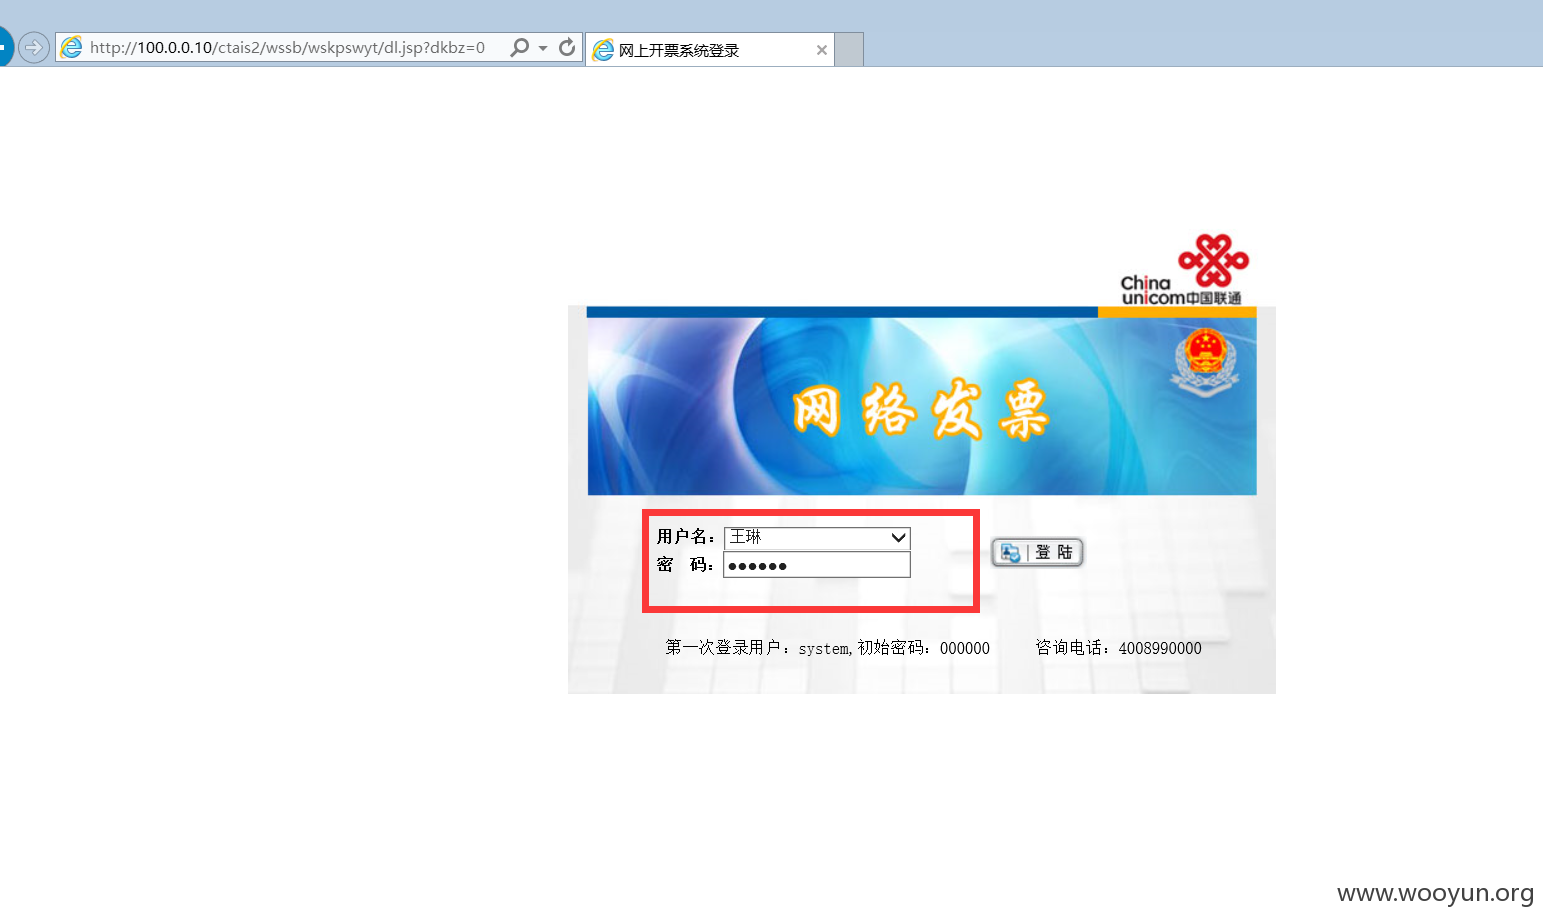 http://100.0.0.10/ctais2/wssb/wskpswyt/dl.jsp?dkbz=0
网上开票系统登录
China
unicom中国联通
网络发票
用户名：王琳
密 码：●●●●●●
登 陆
第一次登录用户：system,初始密码：000000 咨询电话：4008990000
www.wooyun.org